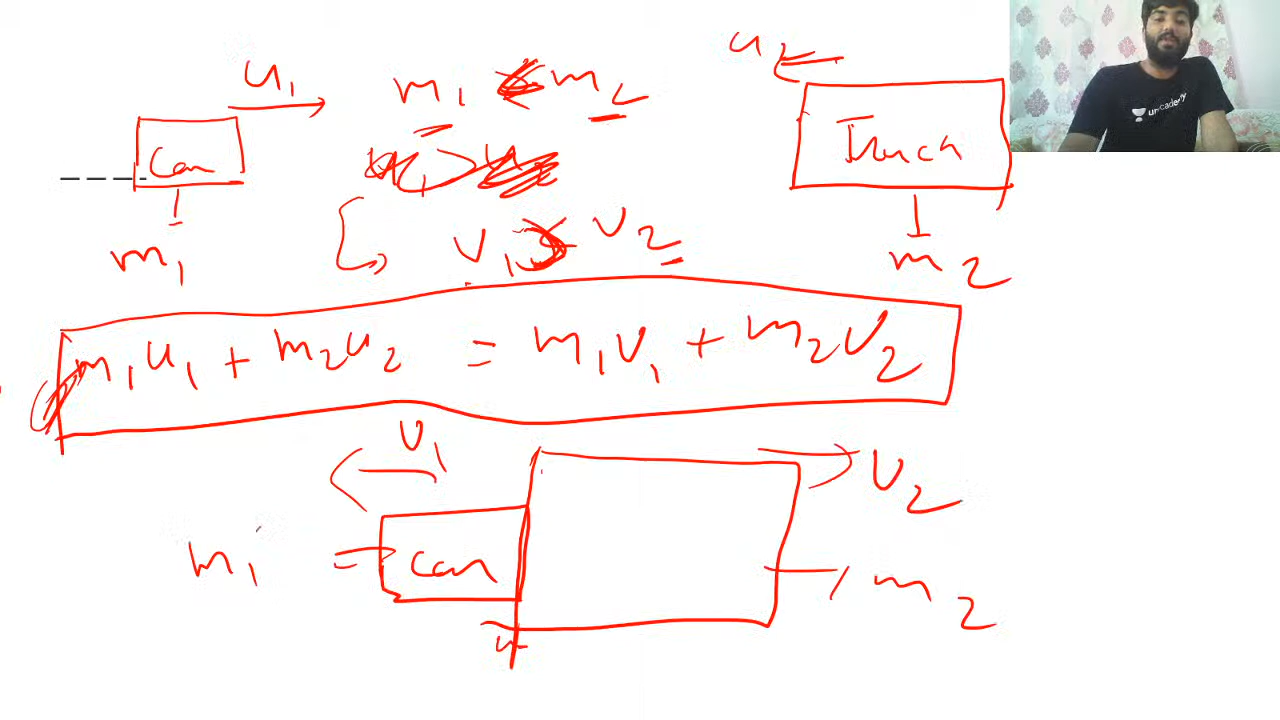 u1 m1 m2 u2
Car Truck
v1 v2
m1 m2
m1u1 + m2u2 = m1v1 + m2v2
v1 v2
m1 Car m2
unacademy